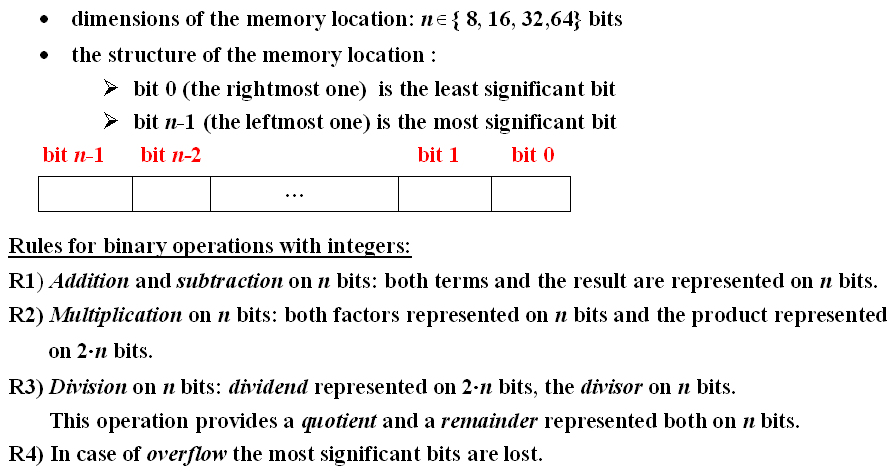 • dimensions of the memory location: n∈{ 8, 16, 32,64} bits
• the structure of the memory location :
➢ bit 0 (the rightmost one) is the least significant bit
➢ bit n-1 (the leftmost one) is the most significant bit
bit n-1 bit n-2 bit 1 bit 0
...
Rules for binary operations with integers:
R1) Addition and subtraction on n bits: both terms and the result are represented on n bits.
R2) Multiplication on n bits: both factors represented on n bits and the product represented
on 2·n bits.
R3) Division on n bits: dividend represented on 2·n bits, the divisor on n bits.
This operation provides a quotient and a remainder represented both on n bits.
R4) In case of overflow the most significant bits are lost.